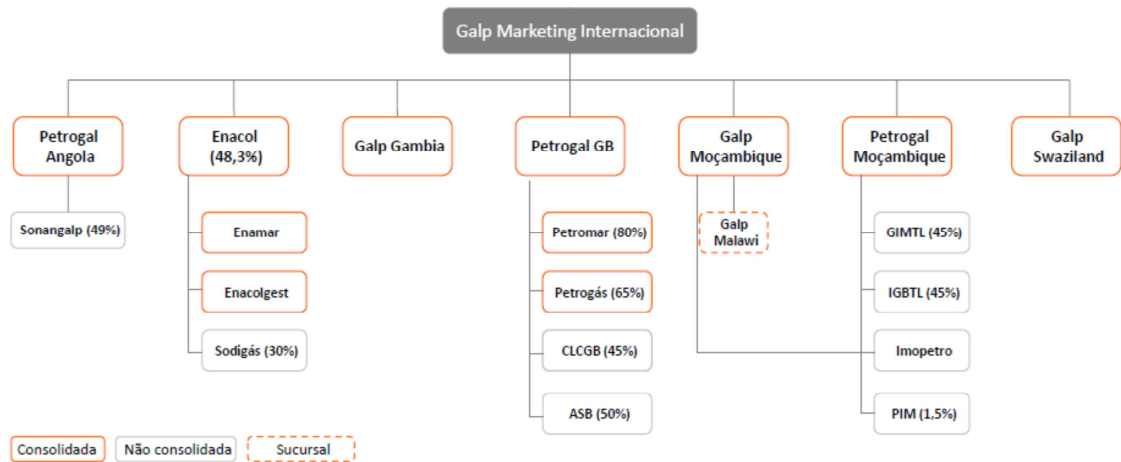 Galp Marketing Internacional
Petrogal
Angola
Enacol
(48,3%)
Galp Gambia
Petrogal GB
Galp
Moçambique
Petrogal
Moçambique
Galp
Swaziland
Sonangalp (49%)
Enamar
Petromar (80%)
Galp
Malawi
GIMTL (45%)
Enacolgest
Petrogás (65%)
IGBTL (45%)
Sodigás (30%)
CLCGB (45%)
Imopetro
ASB (50%)
PIM (1,5%)
Consolidada
Não consolidada
Sucursal